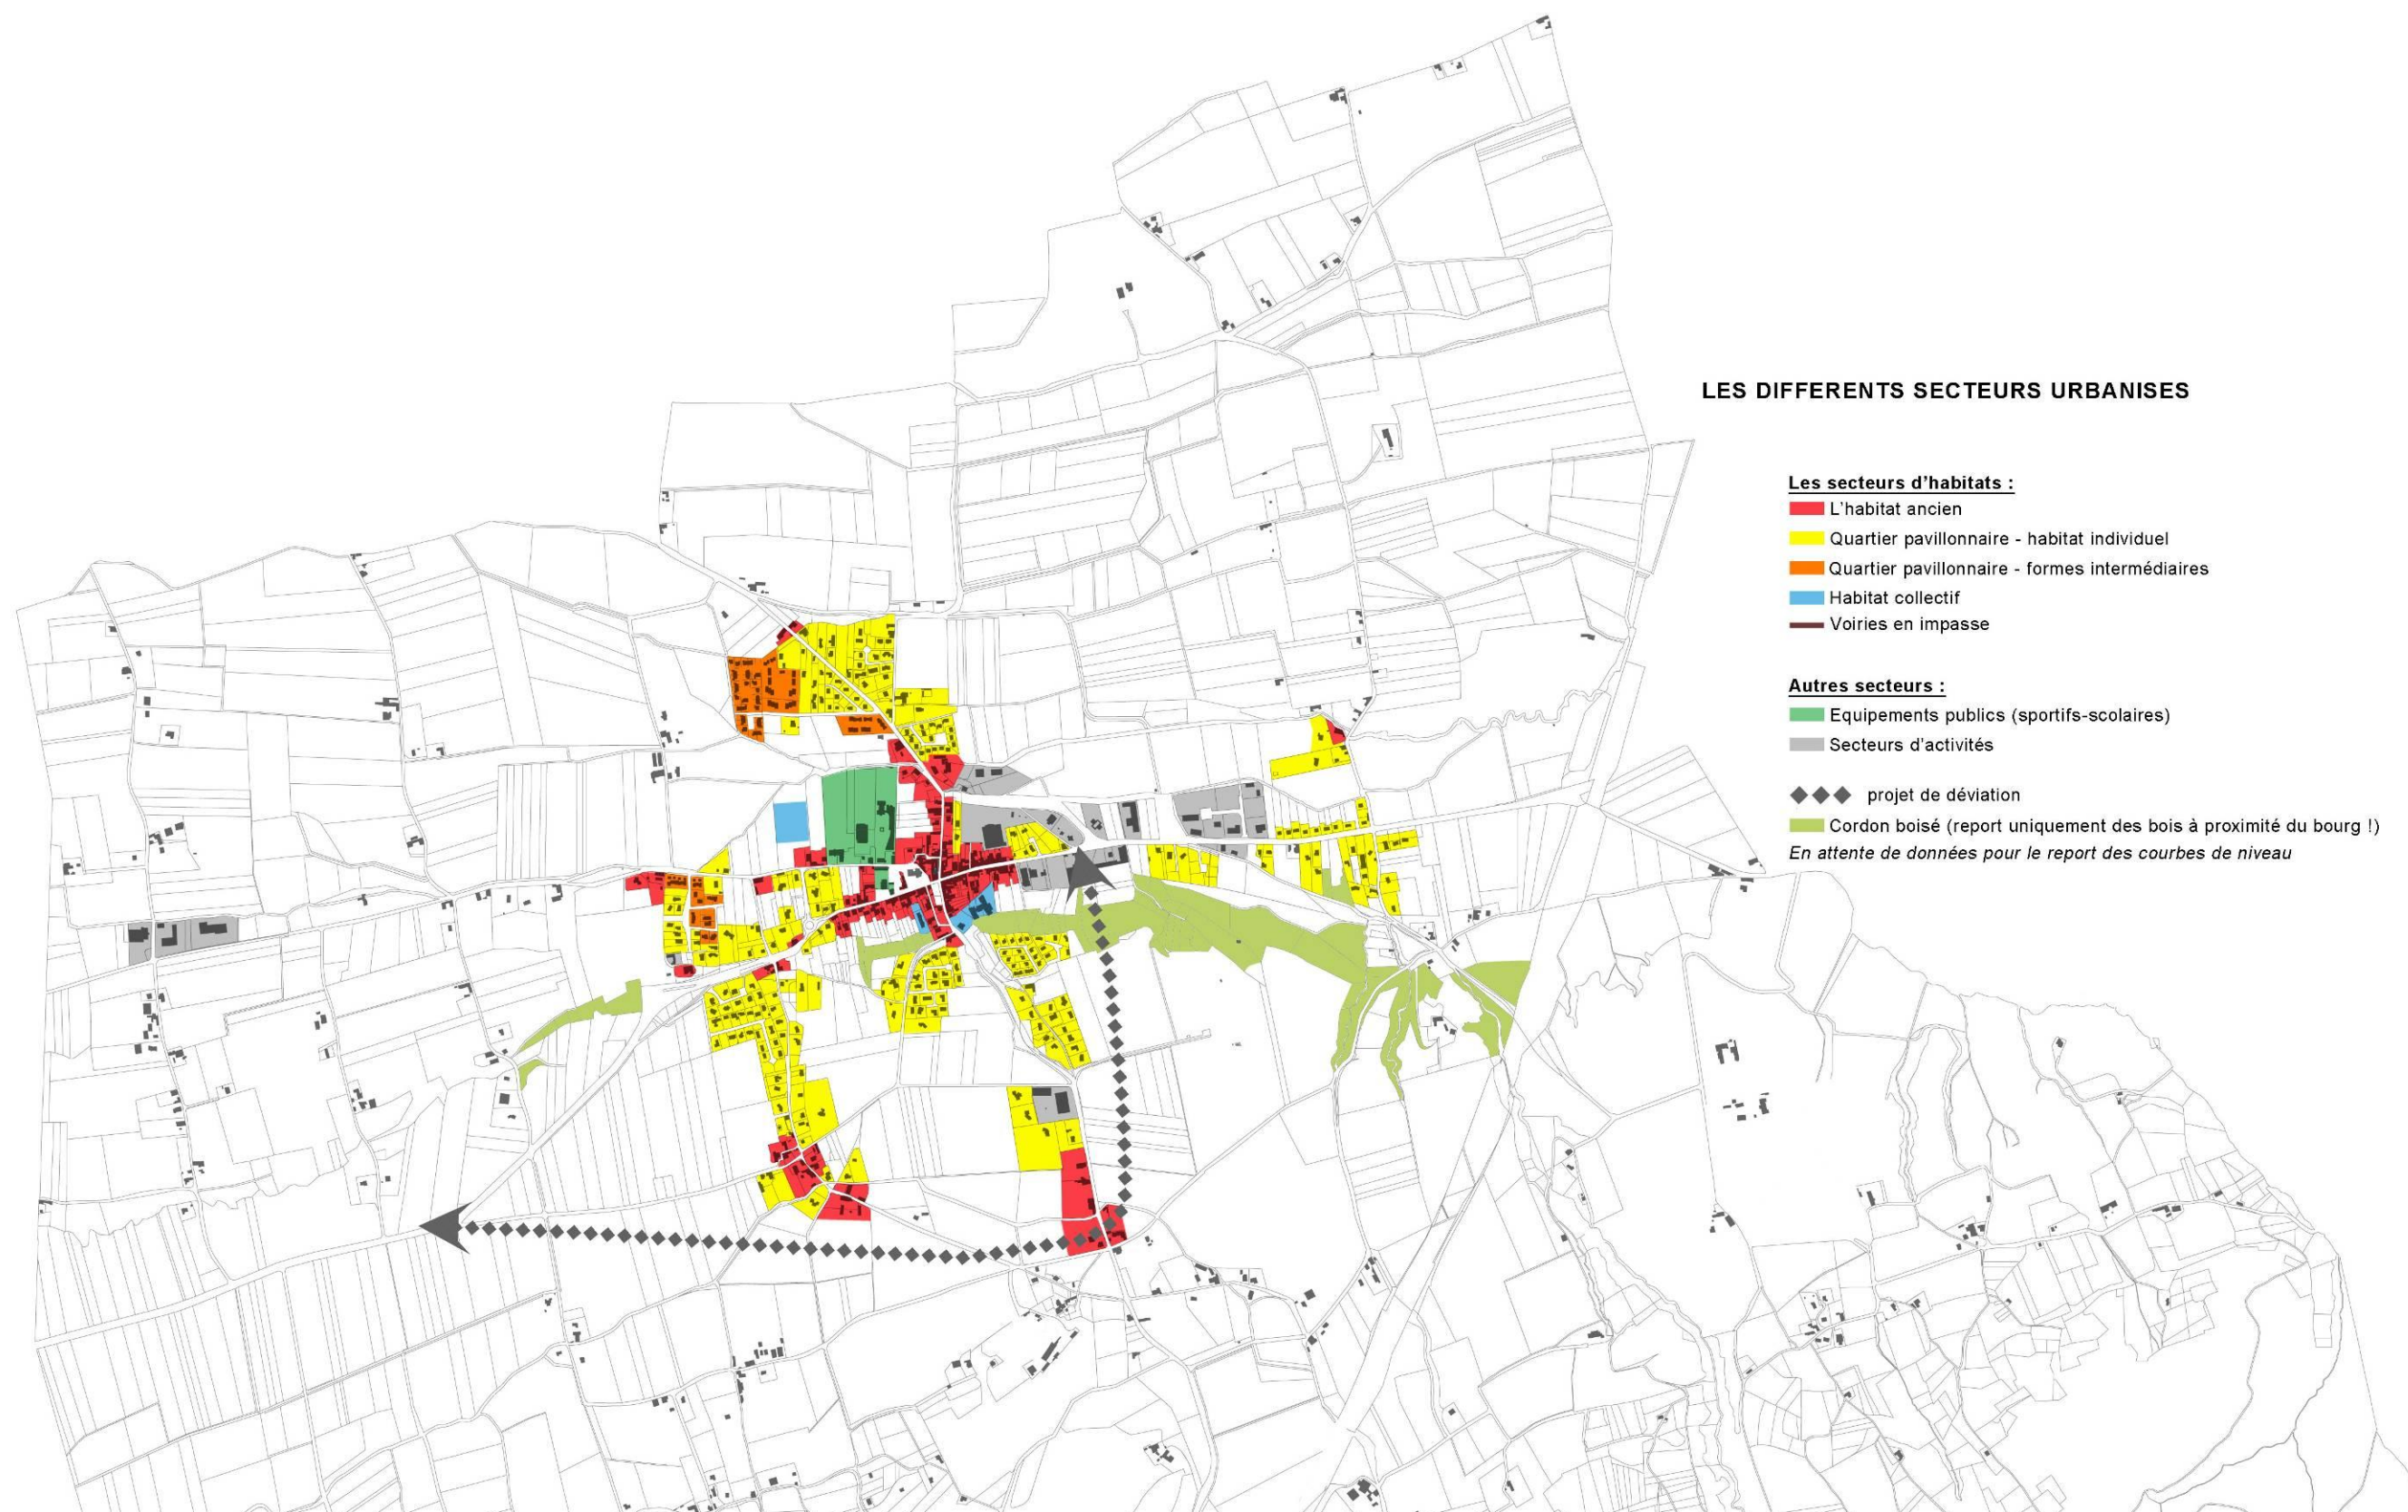 LES DIFFERENTS SECTEURS URBANISES
Les secteurs d'habitats :
L'habitat ancien
Quartier pavillonnaire - habitat individuel
Quartier pavillonnaire - formes intermédiaires
Habitat collectif
Voiries en impasse
Autres secteurs :
Equipements publics (sportifs-scolaires)
Secteurs d'activités
projet de déviation
Cordon boisé (report uniquement des bois à proximité du bourg !)
En attente de données pour le report des courbes de niveau